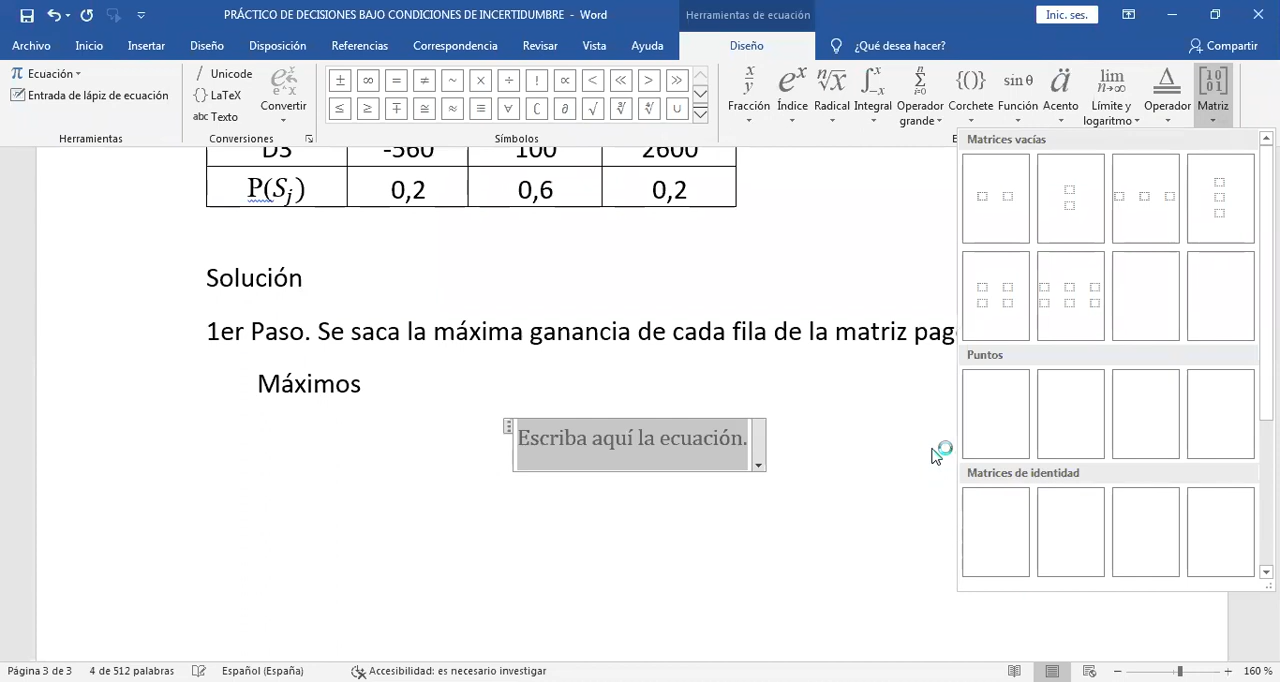 PRÁCTICO DE DECISIONES BAJO CONDICIONES DE INCERTIDUMBRE - Word
Herramientas de ecuación
Inic. ses.
Archivo Inicio Insertar Diseño Disposición Referencias Correspondencia Revisar Vista Ayuda Diseño ¿Qué desea hacer? Compartir
π Ecuación
Entrada de lápiz de ecuación
Herramientas
/ Unicode
{} LaTeX
abc Texto
Convertir
Conversiones
± ∞ = ≠ ~ × ÷ ! ∝ < ≪ > ≫
≤ ≥ ∓ ≅ ≈ ≡ ∀ ∁ ∂ √ ∛ ∜ ∪
Símbolos
Fracción Índice Radical Integral Operador grande Corchete Función Acento Límite y logaritmo Operador Matriz
Matrices vacías
Puntos
Matrices de identidad
D3 -560 100 2600
P(Sj) 0,2 0,6 0,2
Solución
1er Paso. Se saca la máxima ganancia de cada fila de la matriz pag
Máximos
Escriba aquí la ecuación.
Página 3 de 3 4 de 512 palabras Español (España) Accesibilidad: es necesario investigar 160 %